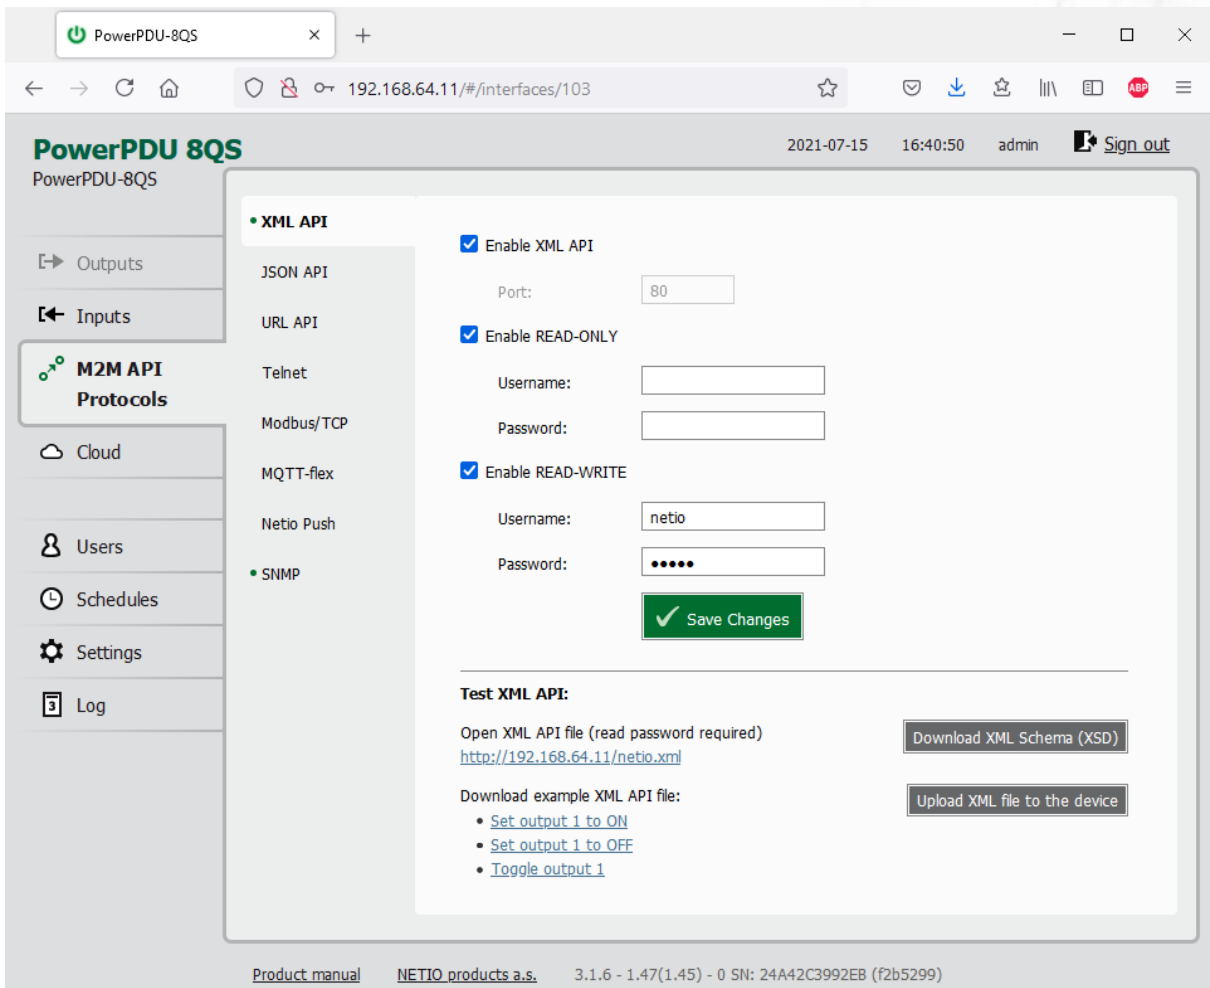 PowerPDU-8QS
192.168.64.11/#/interfaces/103
ABP
PowerPDU 8QS
PowerPDU-8QS
2021-07-15 16:40:50 admin Sign out
Outputs
Inputs
M2M API
Protocols
Cloud
Users
Schedules
Settings
3 Log
• XML API
JSON API
URL API
Telnet
Modbus/TCP
MQTT-flex
Netio Push
• SNMP
Enable XML API
Port: 80
Enable READ-ONLY
Username:
Password:
Enable READ-WRITE
Username: netio
Password: •••••
Save Changes
Test XML API:
Open XML API file (read password required)
http://192.168.64.11/netio.xml
Download XML Schema (XSD)
Download example XML API file:
Upload XML file to the device
• Set output 1 to ON
• Set output 1 to OFF
• Toggle output 1
Product manual NETIO products a.s. 3.1.6 - 1.47(1.45) - 0 SN: 24A42C3992EB (f2b5299)